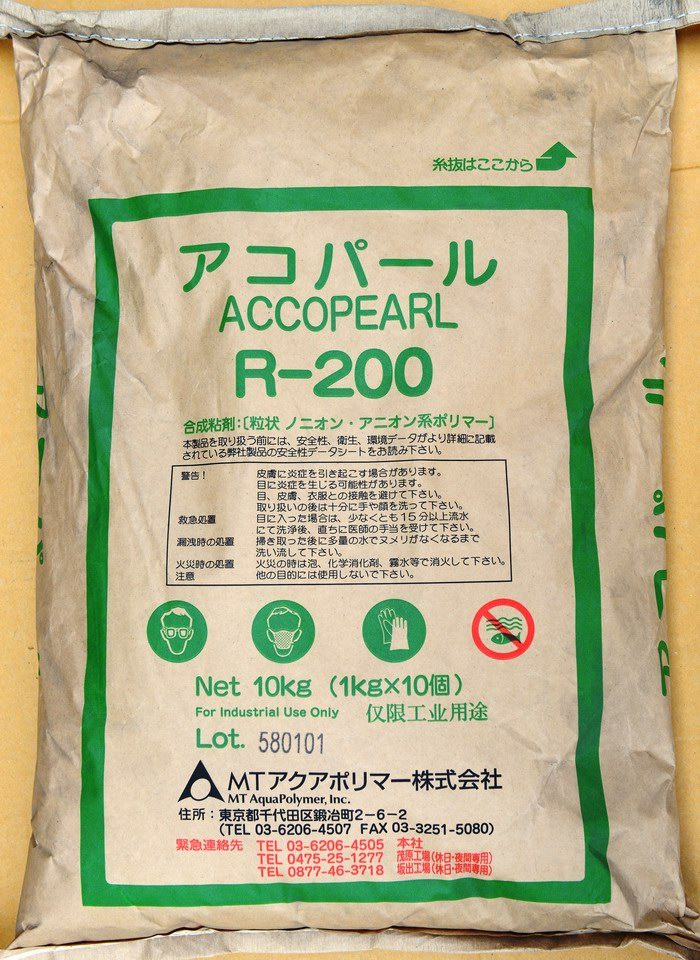 糸抜はここから
アコパール
ACCOPEARL
R-200
合成粘剤:〔粒状 ノニオン・アニオン系ポリマー〕
本製品を取り扱う前には、安全性、衛生、環境データがより詳細に記載
されている弊社製品の安全性データシートをお読み下さい。
警告! 皮膚に炎症を引き起こす場合があります。
目に炎症を生じる可能性があります。
目、皮膚、衣服との接触を避けて下さい。
取り扱いの後は十分に手や顔を洗って下さい。
救急処置 目に入った場合は、少なくとも15分以上流水
にて洗浄後、直ちに医師の手当を受けて下さい。
漏洩時の処置 掃き取った後に多量の水でヌメリがなくなるまで
洗い流して下さい。
火災時の処置 火災の時は泡、化学消化剤、霧水等で消火して下さい。
注意 他の目的には使用しないで下さい。
Net 10kg (1kg×10個)
For Industrial Use Only 仅限工业用途
Lot. 580101
MTアクアポリマー株式会社
MT AquaPolymer, Inc.
住所:東京都千代田区鍛冶町2-6-2
(TEL 03-6206-4507 FAX 03-3251-5080)
緊急連絡先 TEL 03-6206-4505 本社
TEL 0475-25-1277 茂原工場(休日・夜間専用)
TEL 0877-46-3718 坂出工場(休日・夜間専用)